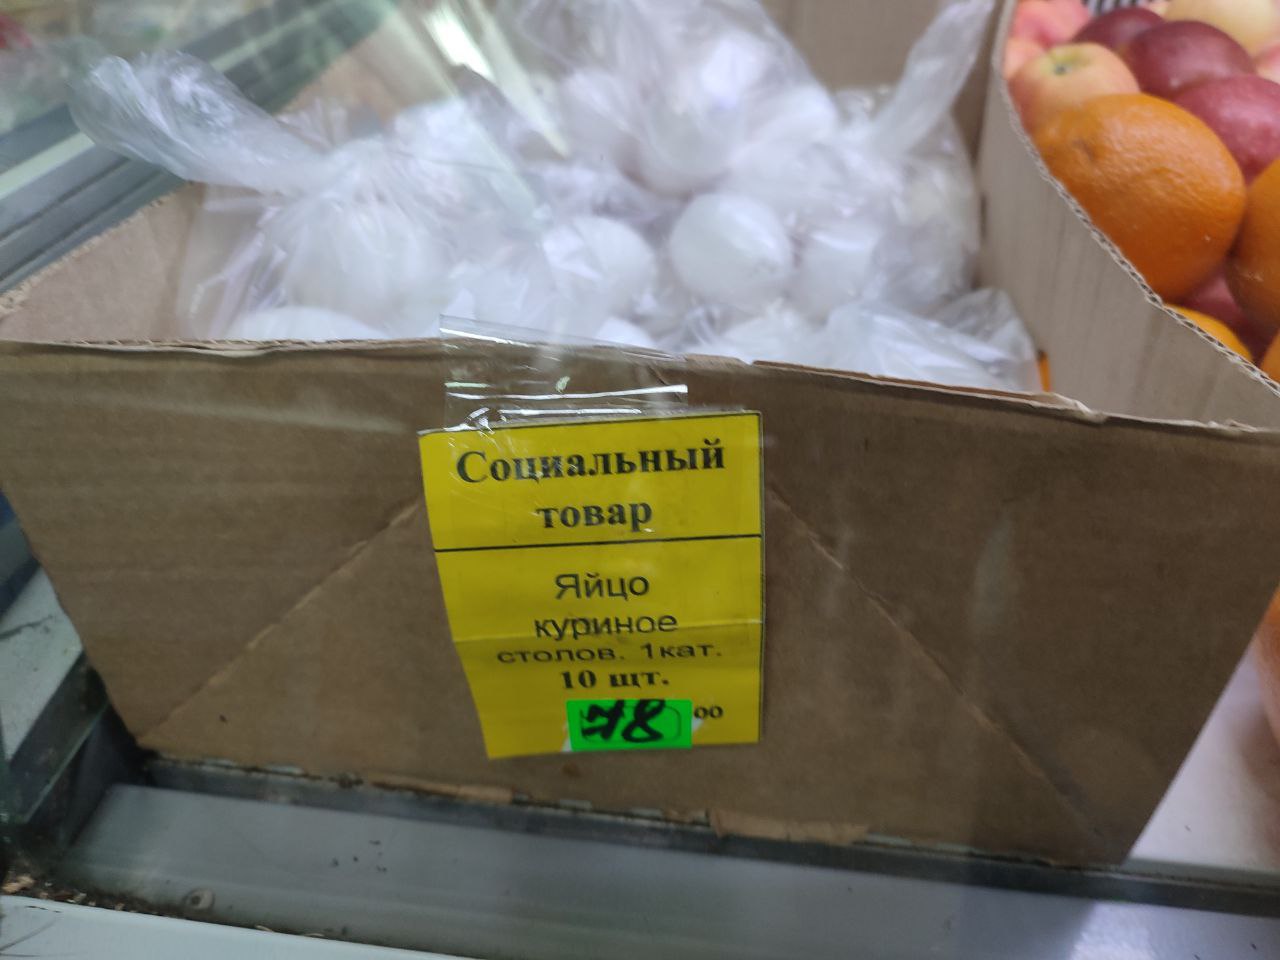 Социальный
товар
Яйцо
куриное
столов. 1кат.
10 шт.
78 00